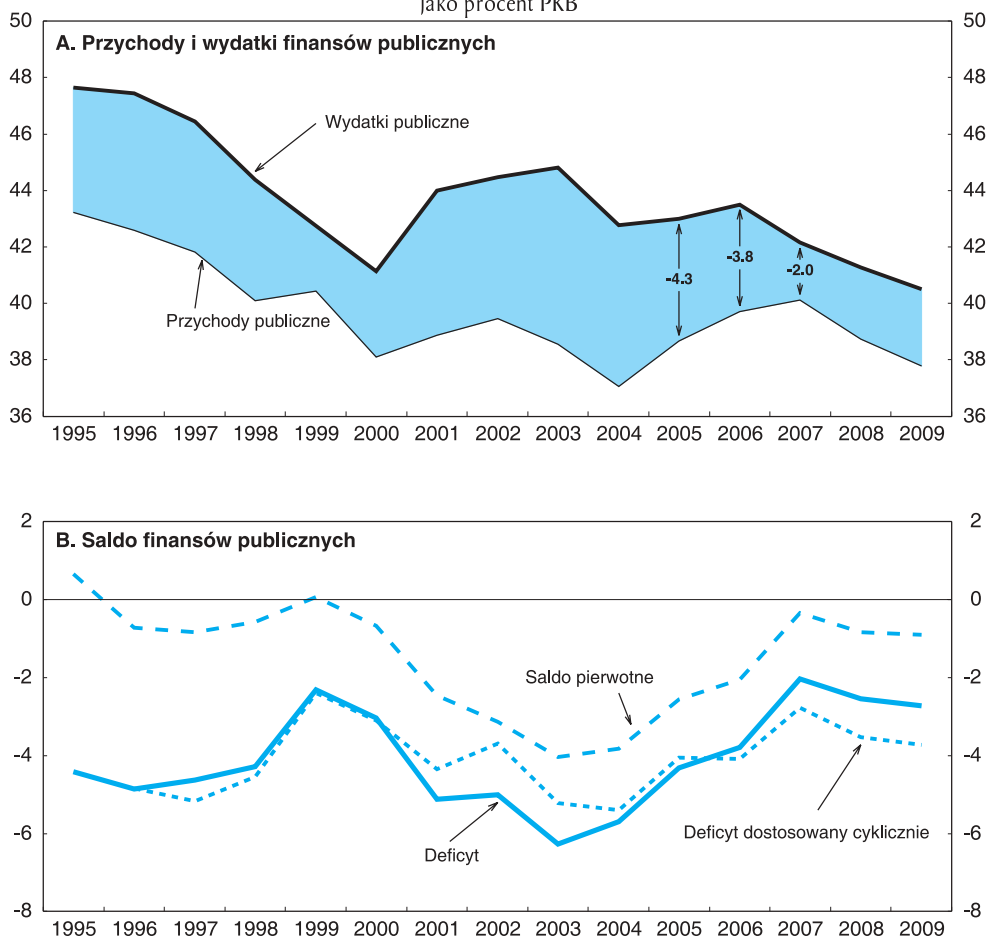 Jako procent PKB
50 50
A. Przychody i wydatki finansów publicznych
48 48
46 46
Wydatki publiczne
44 44
42 42
-4.3 -3.8 -2.0
40 40
Przychody publiczne
38 38
36 36
1995 1996 1997 1998 1999 2000 2001 2002 2003 2004 2005 2006 2007 2008 2009
2 2
B. Saldo finansów publicznych
0 0
-2 -2
Saldo pierwotne
-4 -4
-6 -6
Deficyt dostosowany cyklicznie
Deficyt
-8 -8
1995 1996 1997 1998 1999 2000 2001 2002 2003 2004 2005 2006 2007 2008 2009